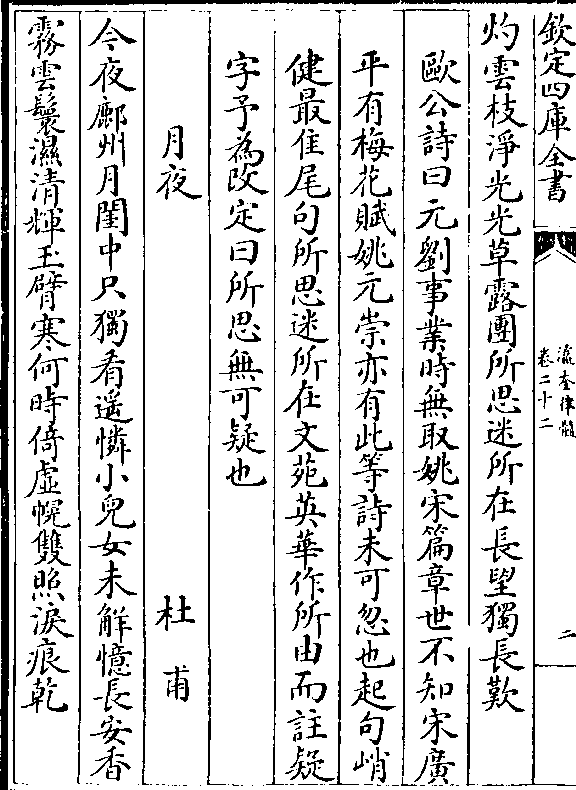 欽定四庫全書
瀛奎律髓
卷二十二
二
灼雲枝淨光光草露團所思迷所在長望獨長歎
歐公詩曰元劉事業時無取姚宋篇章世不知宋廣
平有梅花賦姚元崇亦有此等詩未可忽也起句峭
健最佳尾句所思迷所在文苑英華作所由而註疑
字予為改定曰所思無可疑也
月夜
杜甫
今夜鄜州月閨中只獨看遥憐小兒女未解憶長安香
霧雲鬟濕清輝玉臂寒何時倚虛幌雙照淚痕乾